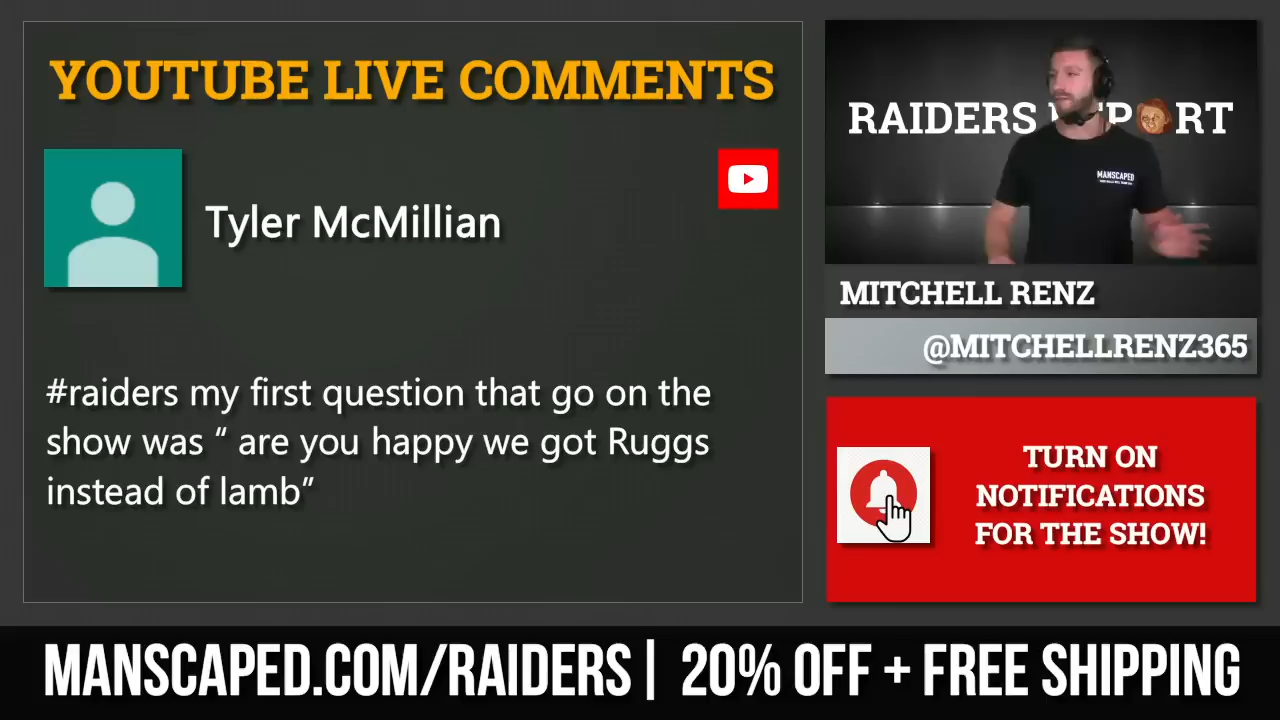 YOUTUBE LIVE COMMENTS
Tyler McMillian
#raiders my first question that go on the
show was “ are you happy we got Ruggs
instead of lamb”
RAIDERS RT
MANSCAPED
MITCHELL RENZ
@MITCHELLRENZ365
TURN ON
NOTIFICATIONS
FOR THE SHOW!
MANSCAPED.COM/RAIDERS| 20% OFF + FREE SHIPPING